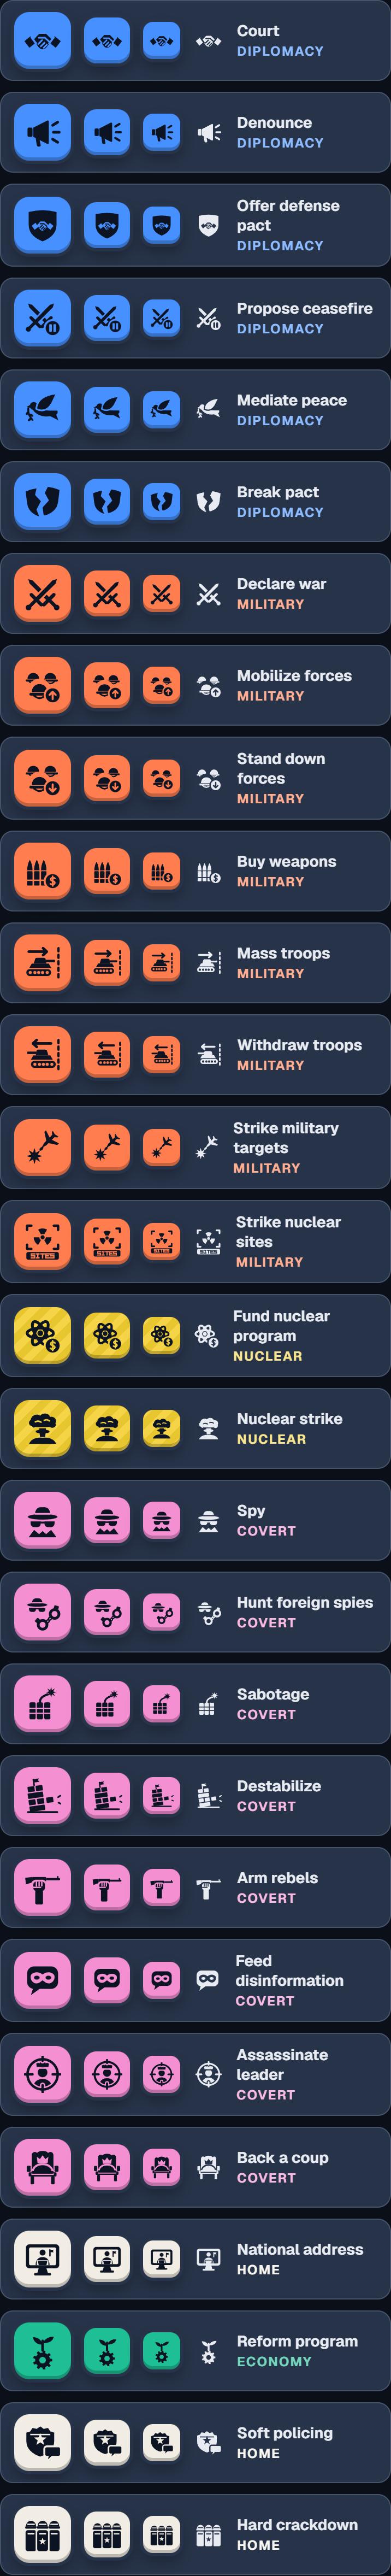 Court
DIPLOMACY
Denounce
DIPLOMACY
Offer defense
pact
DIPLOMACY
Propose ceasefire
DIPLOMACY
Mediate peace
DIPLOMACY
Break pact
DIPLOMACY
Declare war
MILITARY
Mobilize forces
MILITARY
Stand down
forces
MILITARY
Buy weapons
MILITARY
Mass troops
MILITARY
Withdraw troops
MILITARY
Strike military
targets
MILITARY
SITES SITES SITES SITES
Strike nuclear
sites
MILITARY
Fund nuclear
program
NUCLEAR
Nuclear strike
NUCLEAR
Spy
COVERT
Hunt foreign spies
COVERT
Sabotage
COVERT
Destabilize
COVERT
Arm rebels
COVERT
Feed
disinformation
COVERT
Assassinate
leader
COVERT
Back a coup
COVERT
National address
HOME
Reform program
ECONOMY
Soft policing
HOME
Hard crackdown
HOME